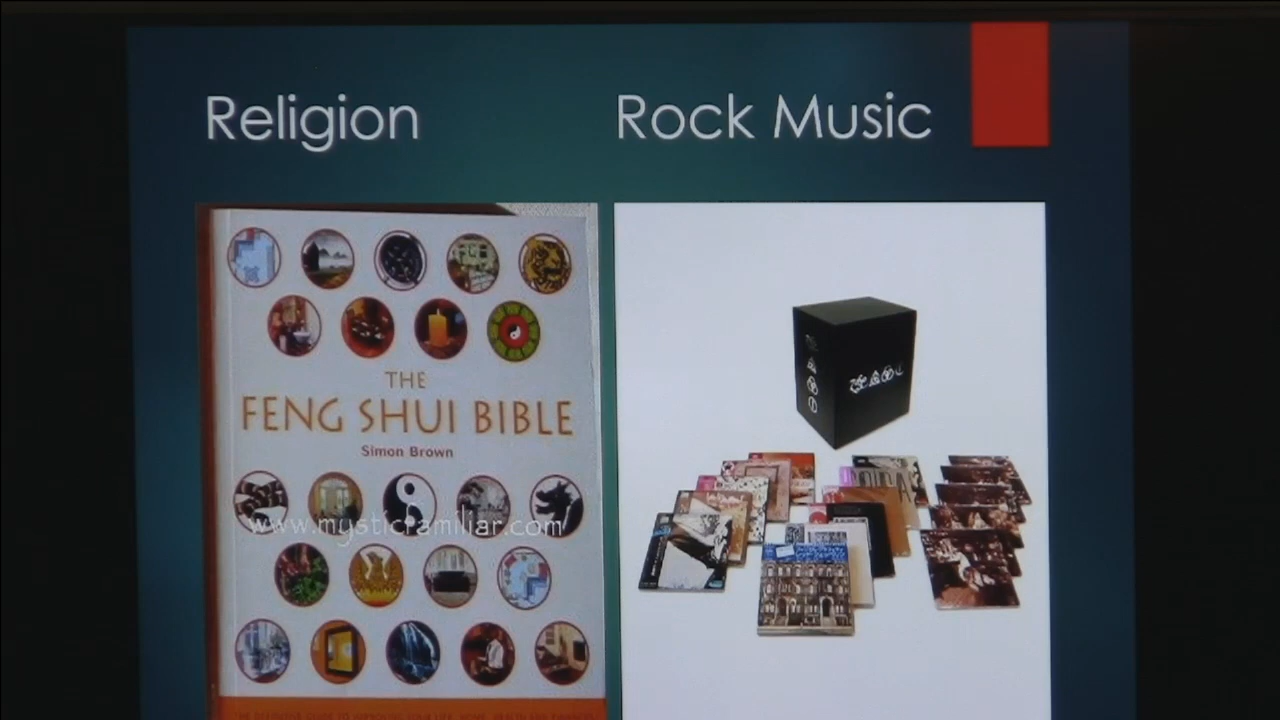 Religion
Rock Music
THE
FENG SHUI BIBLE
Simon Brown
www.mysticfamiliar.com